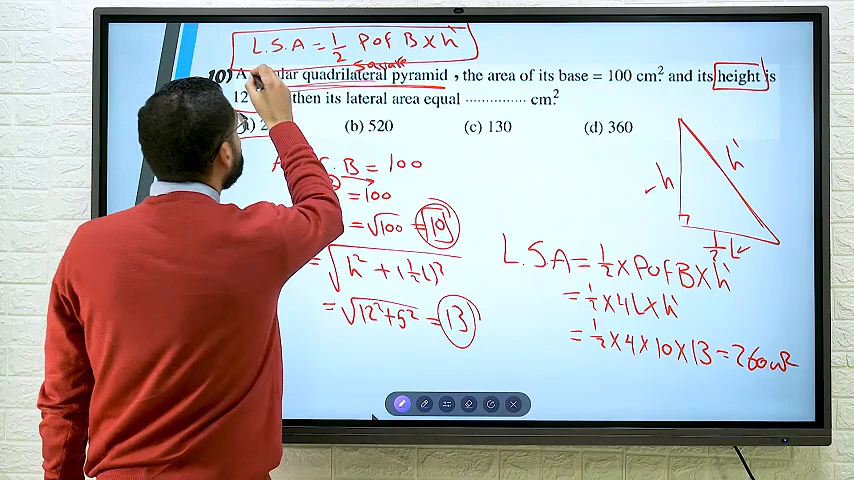 L.S.A = 1/2 P of B x h'
square
10) A lar quadrilateral pyramid , the area of its base = 100 cm² and its height is
12 then its lateral area equal .............. cm²
(b) 520 (c) 130 (d) 360
B = 100
= 100
= √100 = 10
= √h² + (1/2 L)²
= √12² + 5² = 13
h h'
1/2 L
L.S.A = 1/2 x P of B x h'
= 1/2 x 4L x h'
= 1/2 x 4 x 10 x 13 = 260 cm²